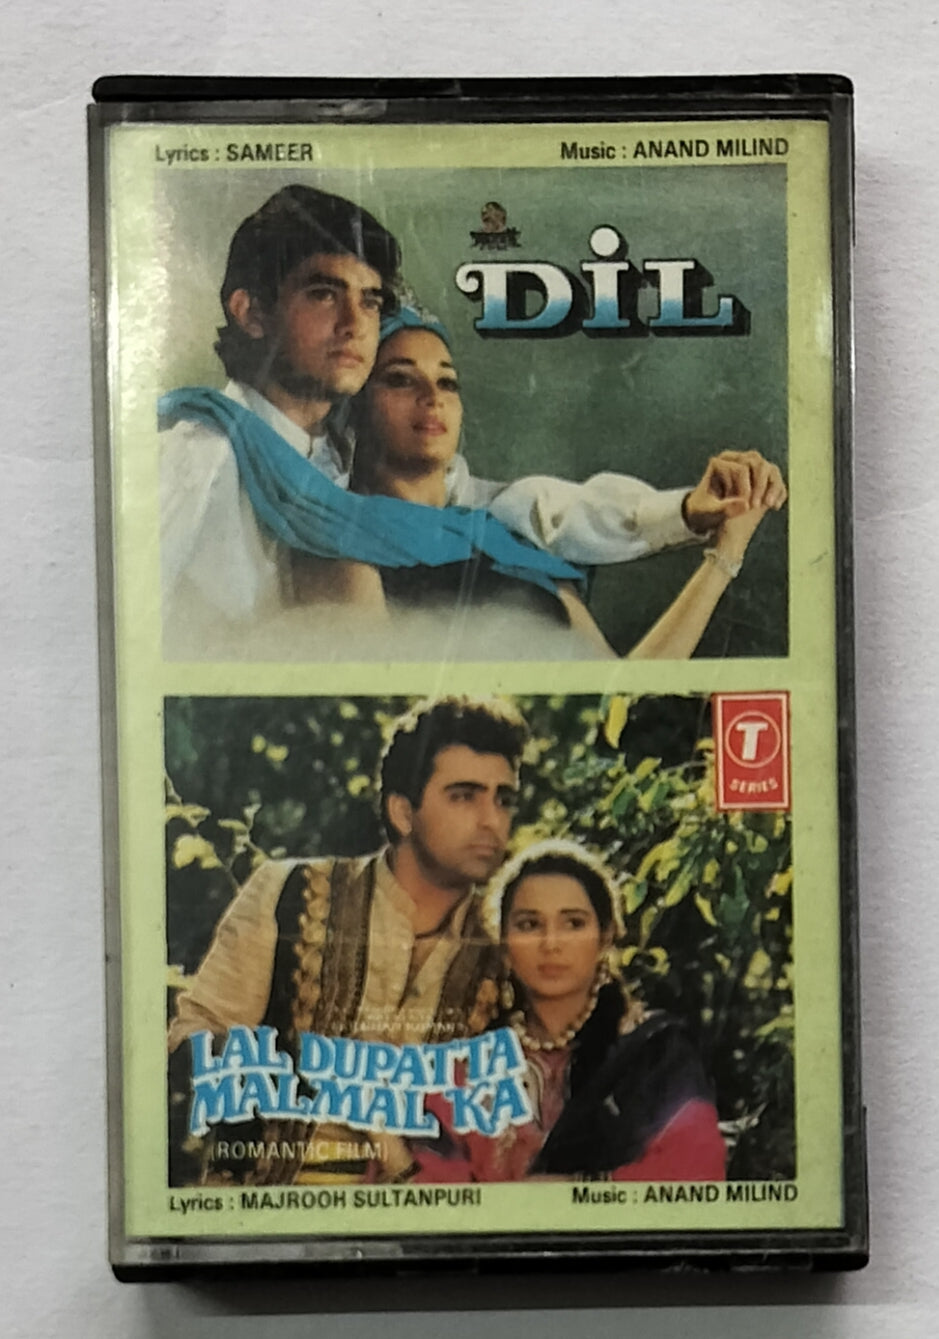 Lyrics : SAMEER
Music : ANAND MILIND
DiL
T
SERIES
LAL DUPATTA
MALMAL KA
(ROMANTIC FILM)
Lyrics : MAJROOH SULTANPURI
Music : ANAND MILIND